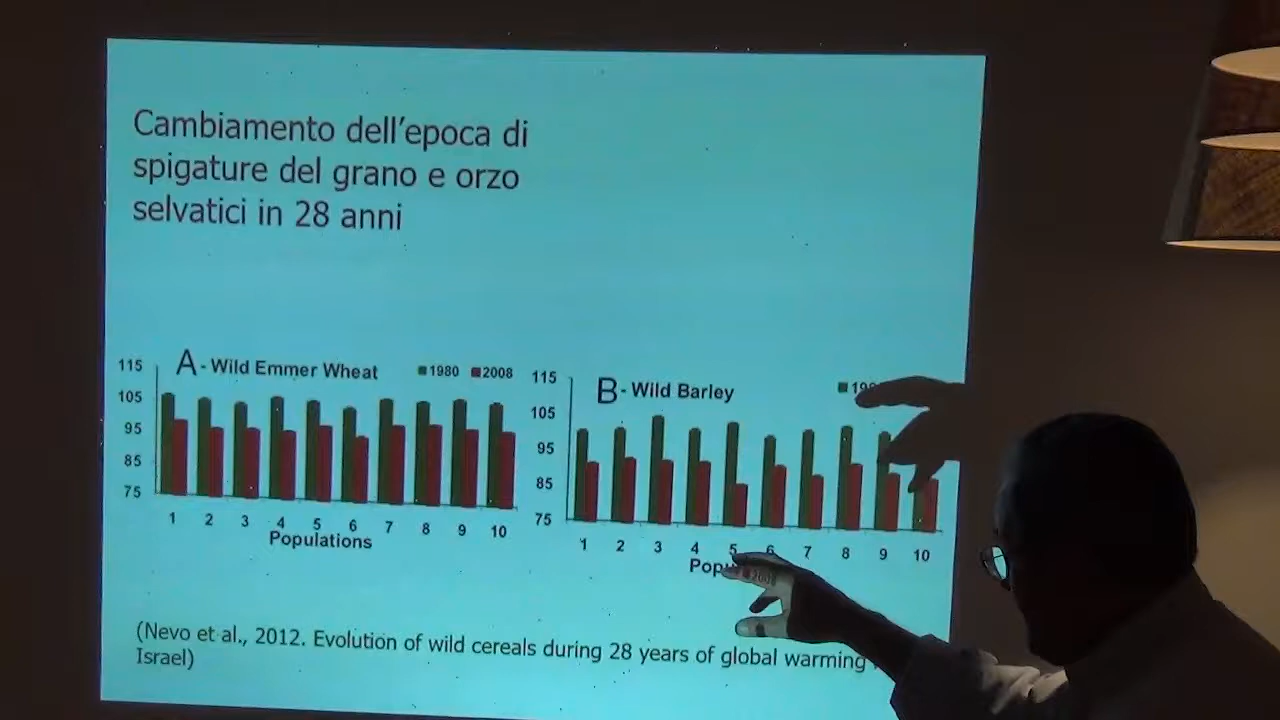 Cambiamento dell'epoca di
spigature del grano e orzo
selvatici in 28 anni
A - Wild Emmer Wheat
1980 2008
115
105
95
85
75
1 2 3 4 5 6 7 8 9 10
Populations
B - Wild Barley
115
105
95
85
75
1 2 3 4 5 6 7 8 9 10
2008
(Nevo et al., 2012. Evolution of wild cereals during 28 years of global warming
Israel)